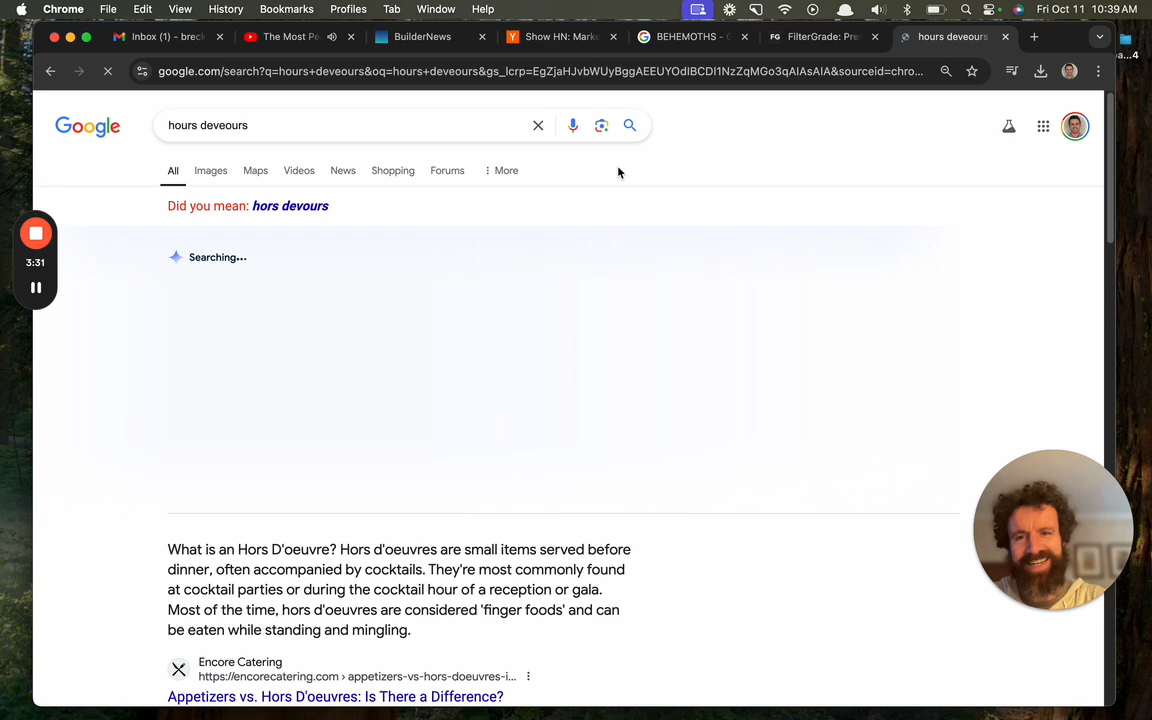 Chrome File Edit View History Bookmarks Profiles Tab Window Help Fri Oct 11 10:39 AM
Inbox (1) - breck
The Most Pe
BuilderNews
Show HN: Marke
BEHEMOTHS - G
FilterGrade: Pre
hours deveours
a...4
google.com/search?q=hours+deveours&oq=hours+deveours&gs_lcrp=EgZjaHJvbWUyBggAEEUYOdIBCDI1NzZqMGo3qAIAsAIA&sourceid=chro...
Google
hours deveours
All Images Maps Videos News Shopping Forums More
Did you mean: hors devours
3:31
Searching...
What is an Hors D'oeuvre? Hors d'oeuvres are small items served before
dinner, often accompanied by cocktails. They're most commonly found
at cocktail parties or during the cocktail hour of a reception or gala.
Most of the time, hors d'oeuvres are considered 'finger foods' and can
be eaten while standing and mingling.
Encore Catering
https://encorecatering.com › appetizers-vs-hors-doeuvres-i...
Appetizers vs. Hors D'oeuvres: Is There a Difference?